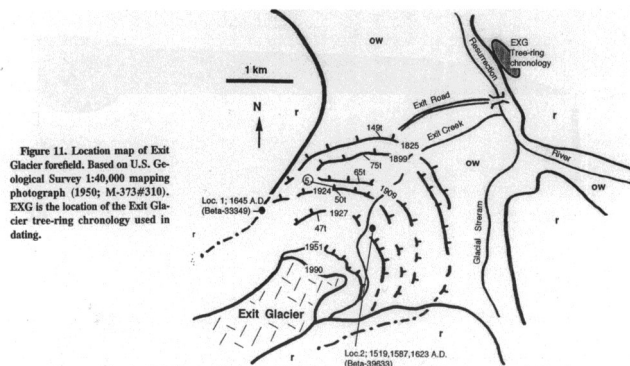 Figure 11. Location map of Exit
Glacier forefield. Based on U.S. Ge-
ological Survey 1:40,000 mapping
photograph (1950; M-373#310).
EXG is the location of the Exit Gla-
cier tree-ring chronology used in
dating.
ow
EXG
Tree-ring
chronology
Resurrection
1 km
N
r
r
Exit Road
149t
Exit Creek
1825
1899
75t
65t
ow
River
ow
1924
50t
1909
Loc. 1; 1645 A.D.
(Beta-33349)
1927
47t
Glacial Streram
1951
1990
r
Exit Glacier
r
r
Loc.2; 1519,1587,1623 A.D.
(Beta-39633)